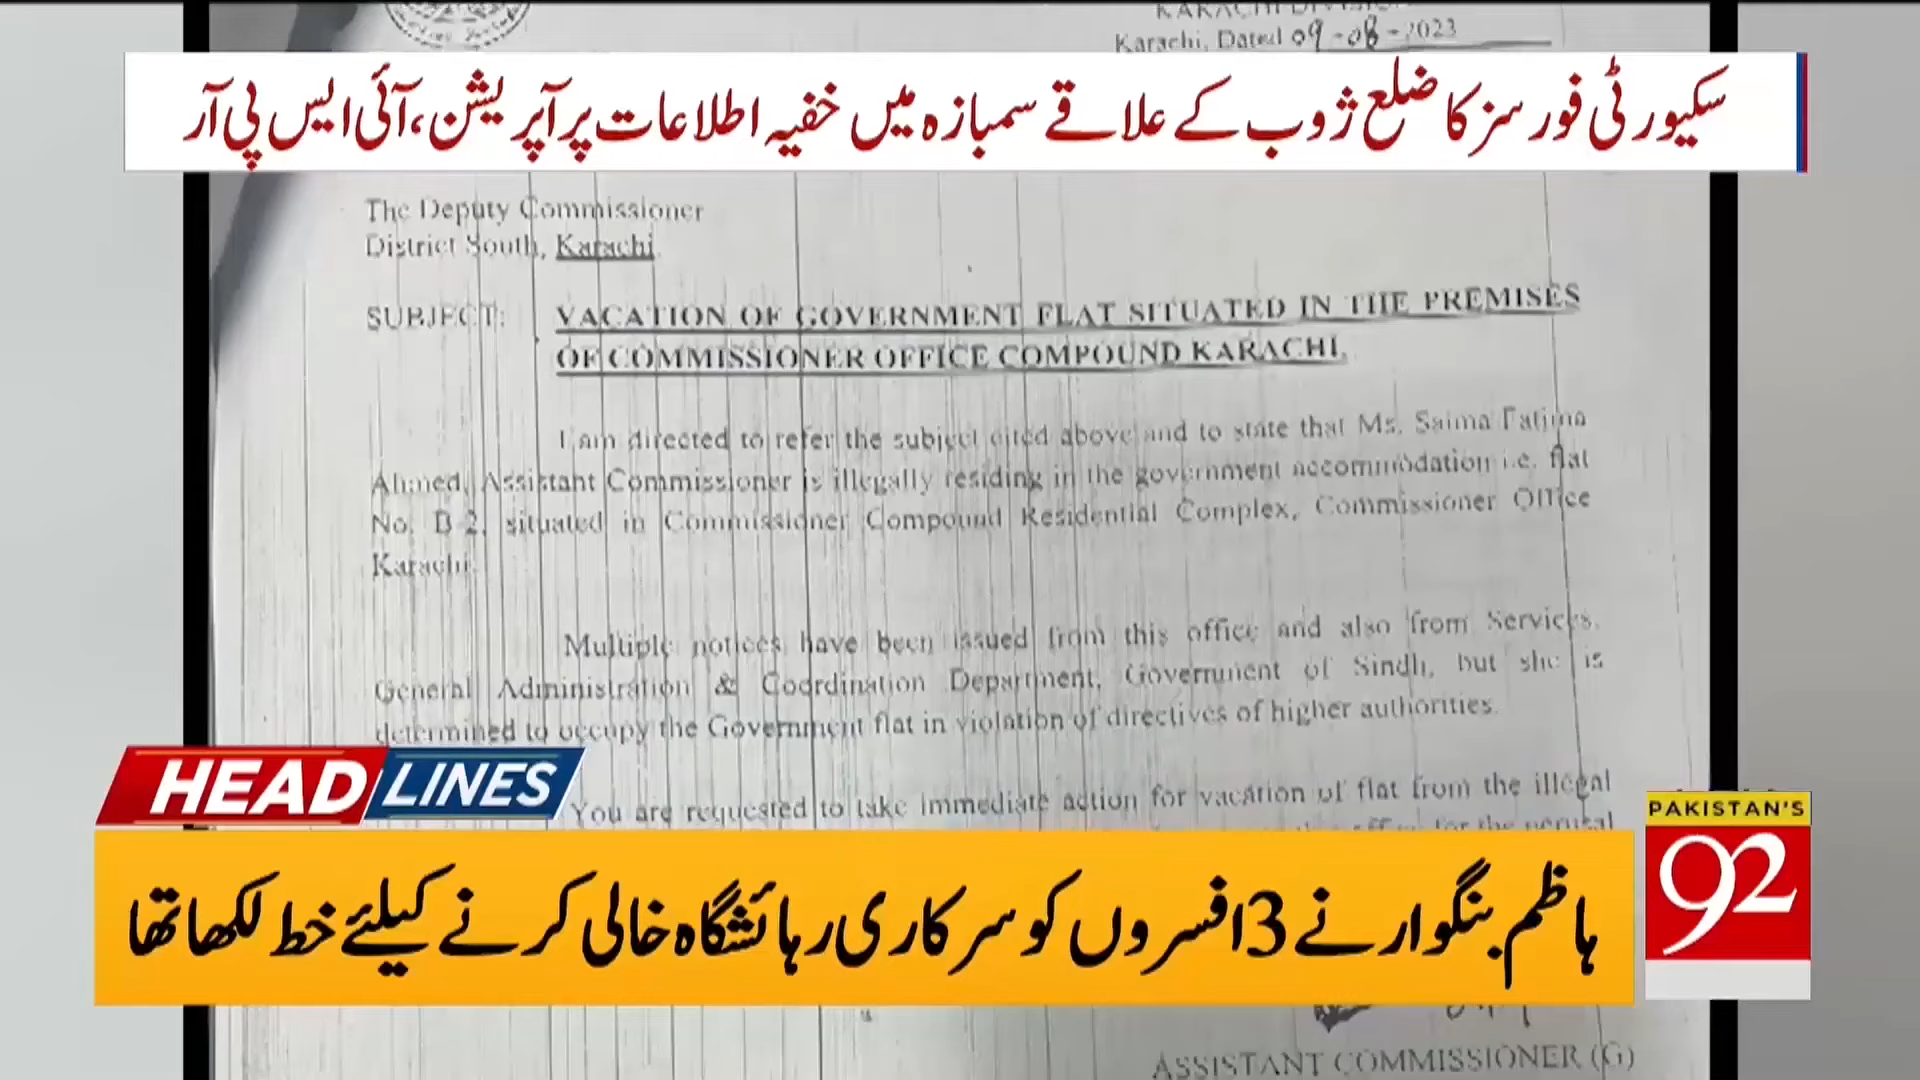 KARACHI DIVISION
Karachi, Dated 09-08-2023
سکیورٹی فورسز کا ضلع ژوب کے علاقے سمبازہ میں خفیہ اطلاعات پر آپریشن، آئی ایس پی آر
The Deputy Commissioner
District South, Karachi.
SUBJECT: VACATION OF GOVERNMENT FLAT SITUATED IN THE PREMISES
OF COMMISSIONER OFFICE COMPOUND KARACHI.
I am directed to refer the subject cited above and to state that Ms. Saima Fatima
Ahmed, Assistant Commissioner is illegally residing in the government accommodation i.e. flat
No. B-2, situated in Commissioner Compound Residential Complex, Commissioner Office
Karachi.
Multiple notices have been issued from this office and also from Services,
General Administration & Coordination Department, Government of Sindh, but she is
determined to occupy the Government flat in violation of directives of higher authorities.
HEADLINES
You are requested to take immediate action for vacation of flat from the illegal
for the perusal
PAKISTAN'S
92
ہاظم بنگوار نے 3 افسروں کو سرکاری رہائشگاہ خالی کرنے کیلئے خط لکھا تھا
ASSISTANT COMMISSIONER (G)